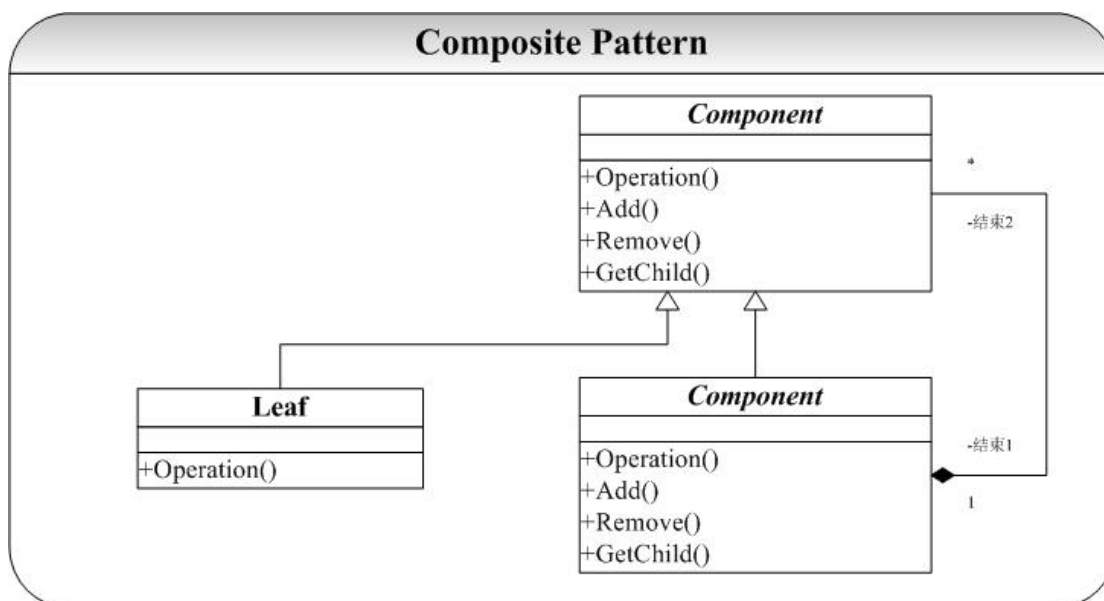 Composite Pattern
Component
+Operation()
+Add()
+Remove()
+GetChild()
*
-结束2
Leaf
+Operation()
Component
+Operation()
+Add()
+Remove()
+GetChild()
-结束1
1